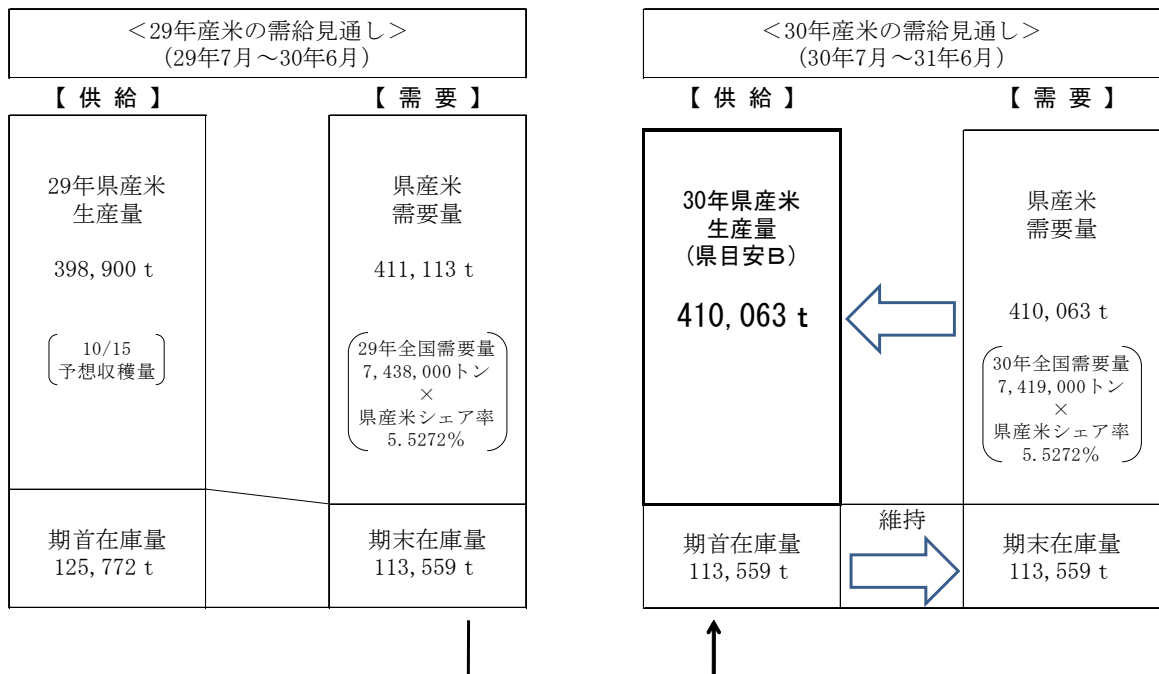 ＜29年産米の需給見通し＞
（29年7月～30年6月）
【 供 給 】
【 需 要 】
29年県産米
生産量
398,900 t
10/15
予想収穫量
県産米
需要量
411,113 t
29年全国需要量
7,438,000トン
×
県産米シェア率
5.5272%
期首在庫量
125,772 t
期末在庫量
113,559 t
＜30年産米の需給見通し＞
（30年7月～31年6月）
【 供 給 】
【 需 要 】
30年県産米
生産量
（県目安Ｂ）
410,063 t
県産米
需要量
410,063 t
30年全国需要量
7,419,000トン
×
県産米シェア率
5.5272%
期首在庫量
113,559 t
維持
期末在庫量
113,559 t